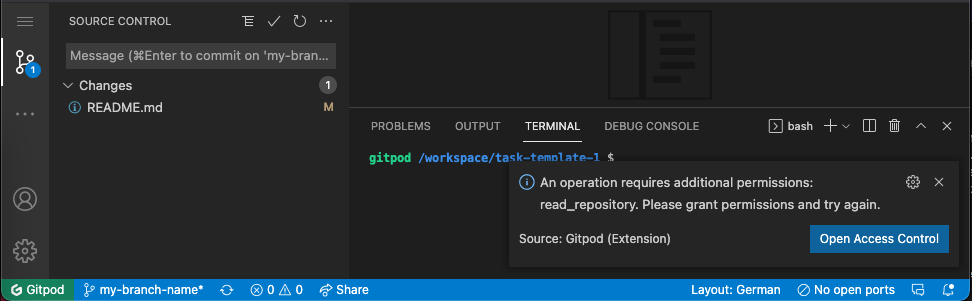 SOURCE CONTROL
1
Message (⌘Enter to commit on 'my-bran...
Changes 1
README.md M
PROBLEMS OUTPUT TERMINAL DEBUG CONSOLE bash
gitpod /workspace/task-template-1 $
An operation requires additional permissions:
read_repository. Please grant permissions and try again.
Source: Gitpod (Extension) Open Access Control
Gitpod my-branch-name* 0 0 Share Layout: German No open ports